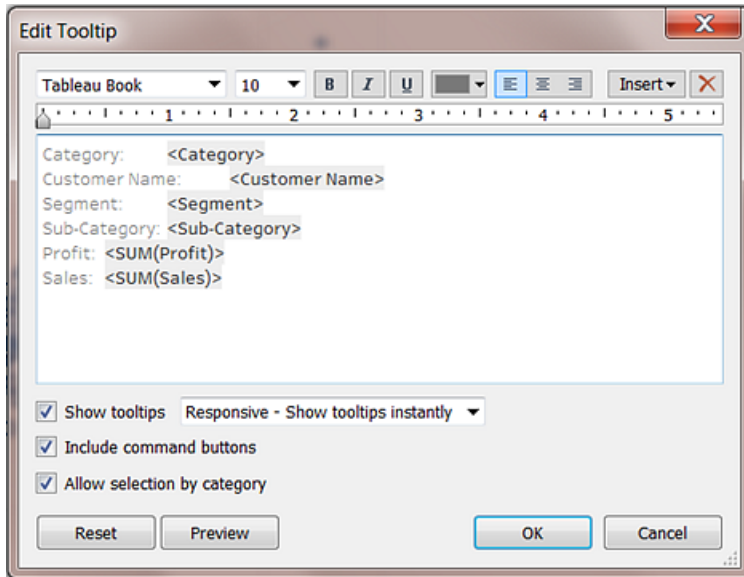 Edit Tooltip
Tableau Book 10 B I U Insert
1 2 3 4 5
Category: <Category>
Customer Name: <Customer Name>
Segment: <Segment>
Sub-Category: <Sub-Category>
Profit: <SUM(Profit)>
Sales: <SUM(Sales)>
Show tooltips Responsive - Show tooltips instantly
Include command buttons
Allow selection by category
Reset Preview OK Cancel